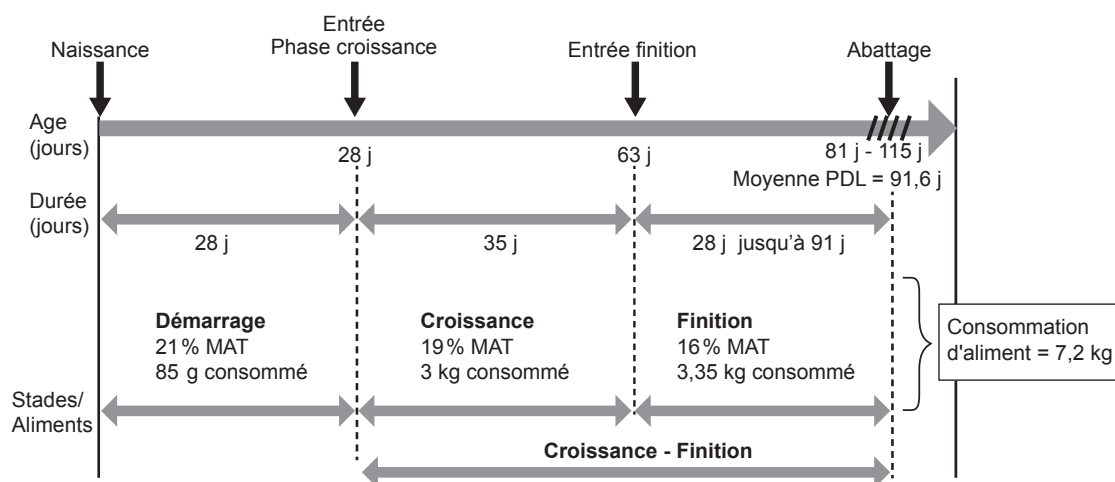 Naissance
Entrée
Phase croissance
Entrée finition
Abattage
Age
(jours)
28 j
63 j
81 j - 115 j
Moyenne PDL = 91,6 j
Durée
(jours)
28 j
35 j
28 j jusqu'à 91 j
Démarrage
21% MAT
85 g consommé
Croissance
19% MAT
3 kg consommé
Finition
16% MAT
3,35 kg consommé
Consommation
d'aliment = 7,2 kg
Stades/
Aliments
Croissance - Finition